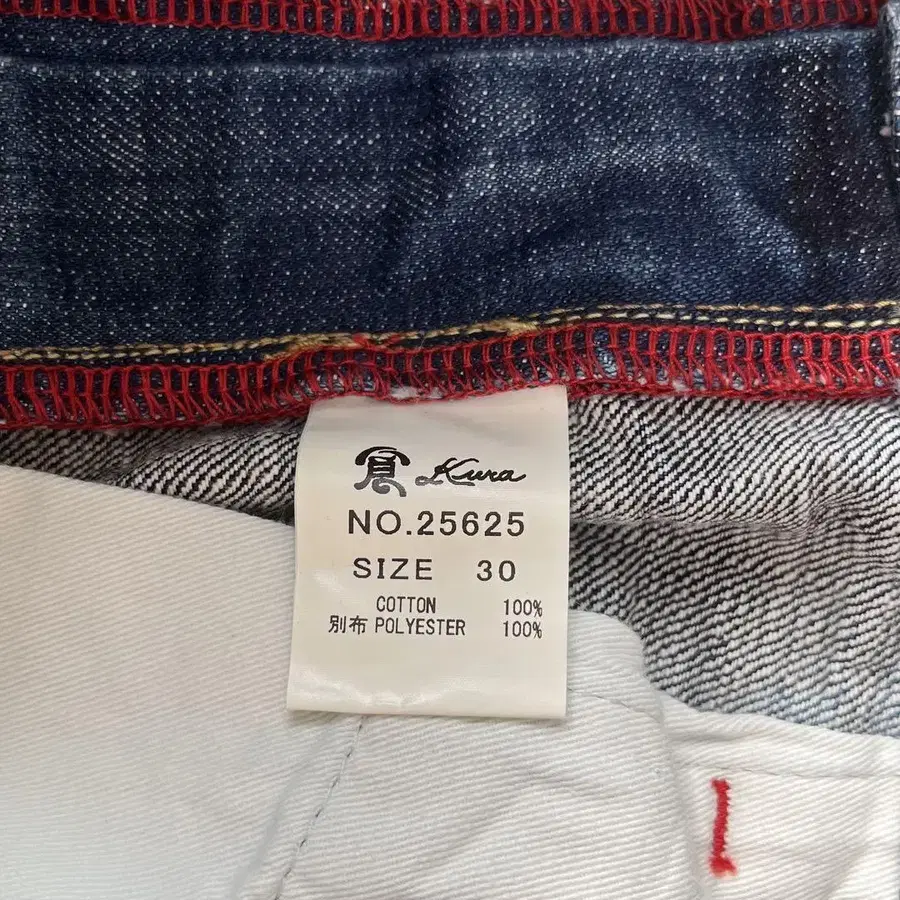 倉 Kura
NO.25625
SIZE 30
COTTON 100%
別布 POLYESTER 100%